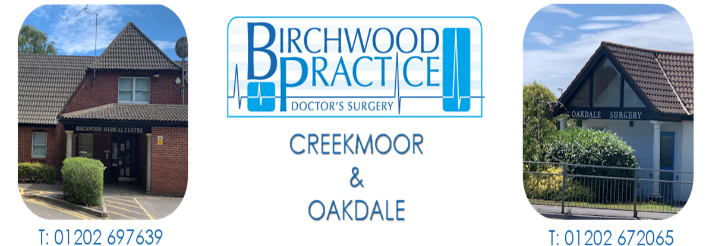 BIRCHWOOD MEDICAL CENTRE
T: 01202 697639
BIRCHWOOD
PRACTICE
DOCTOR'S SURGERY
CREEKMOOR
&
OAKDALE
OAKDALE SURGERY
T: 01202 672065